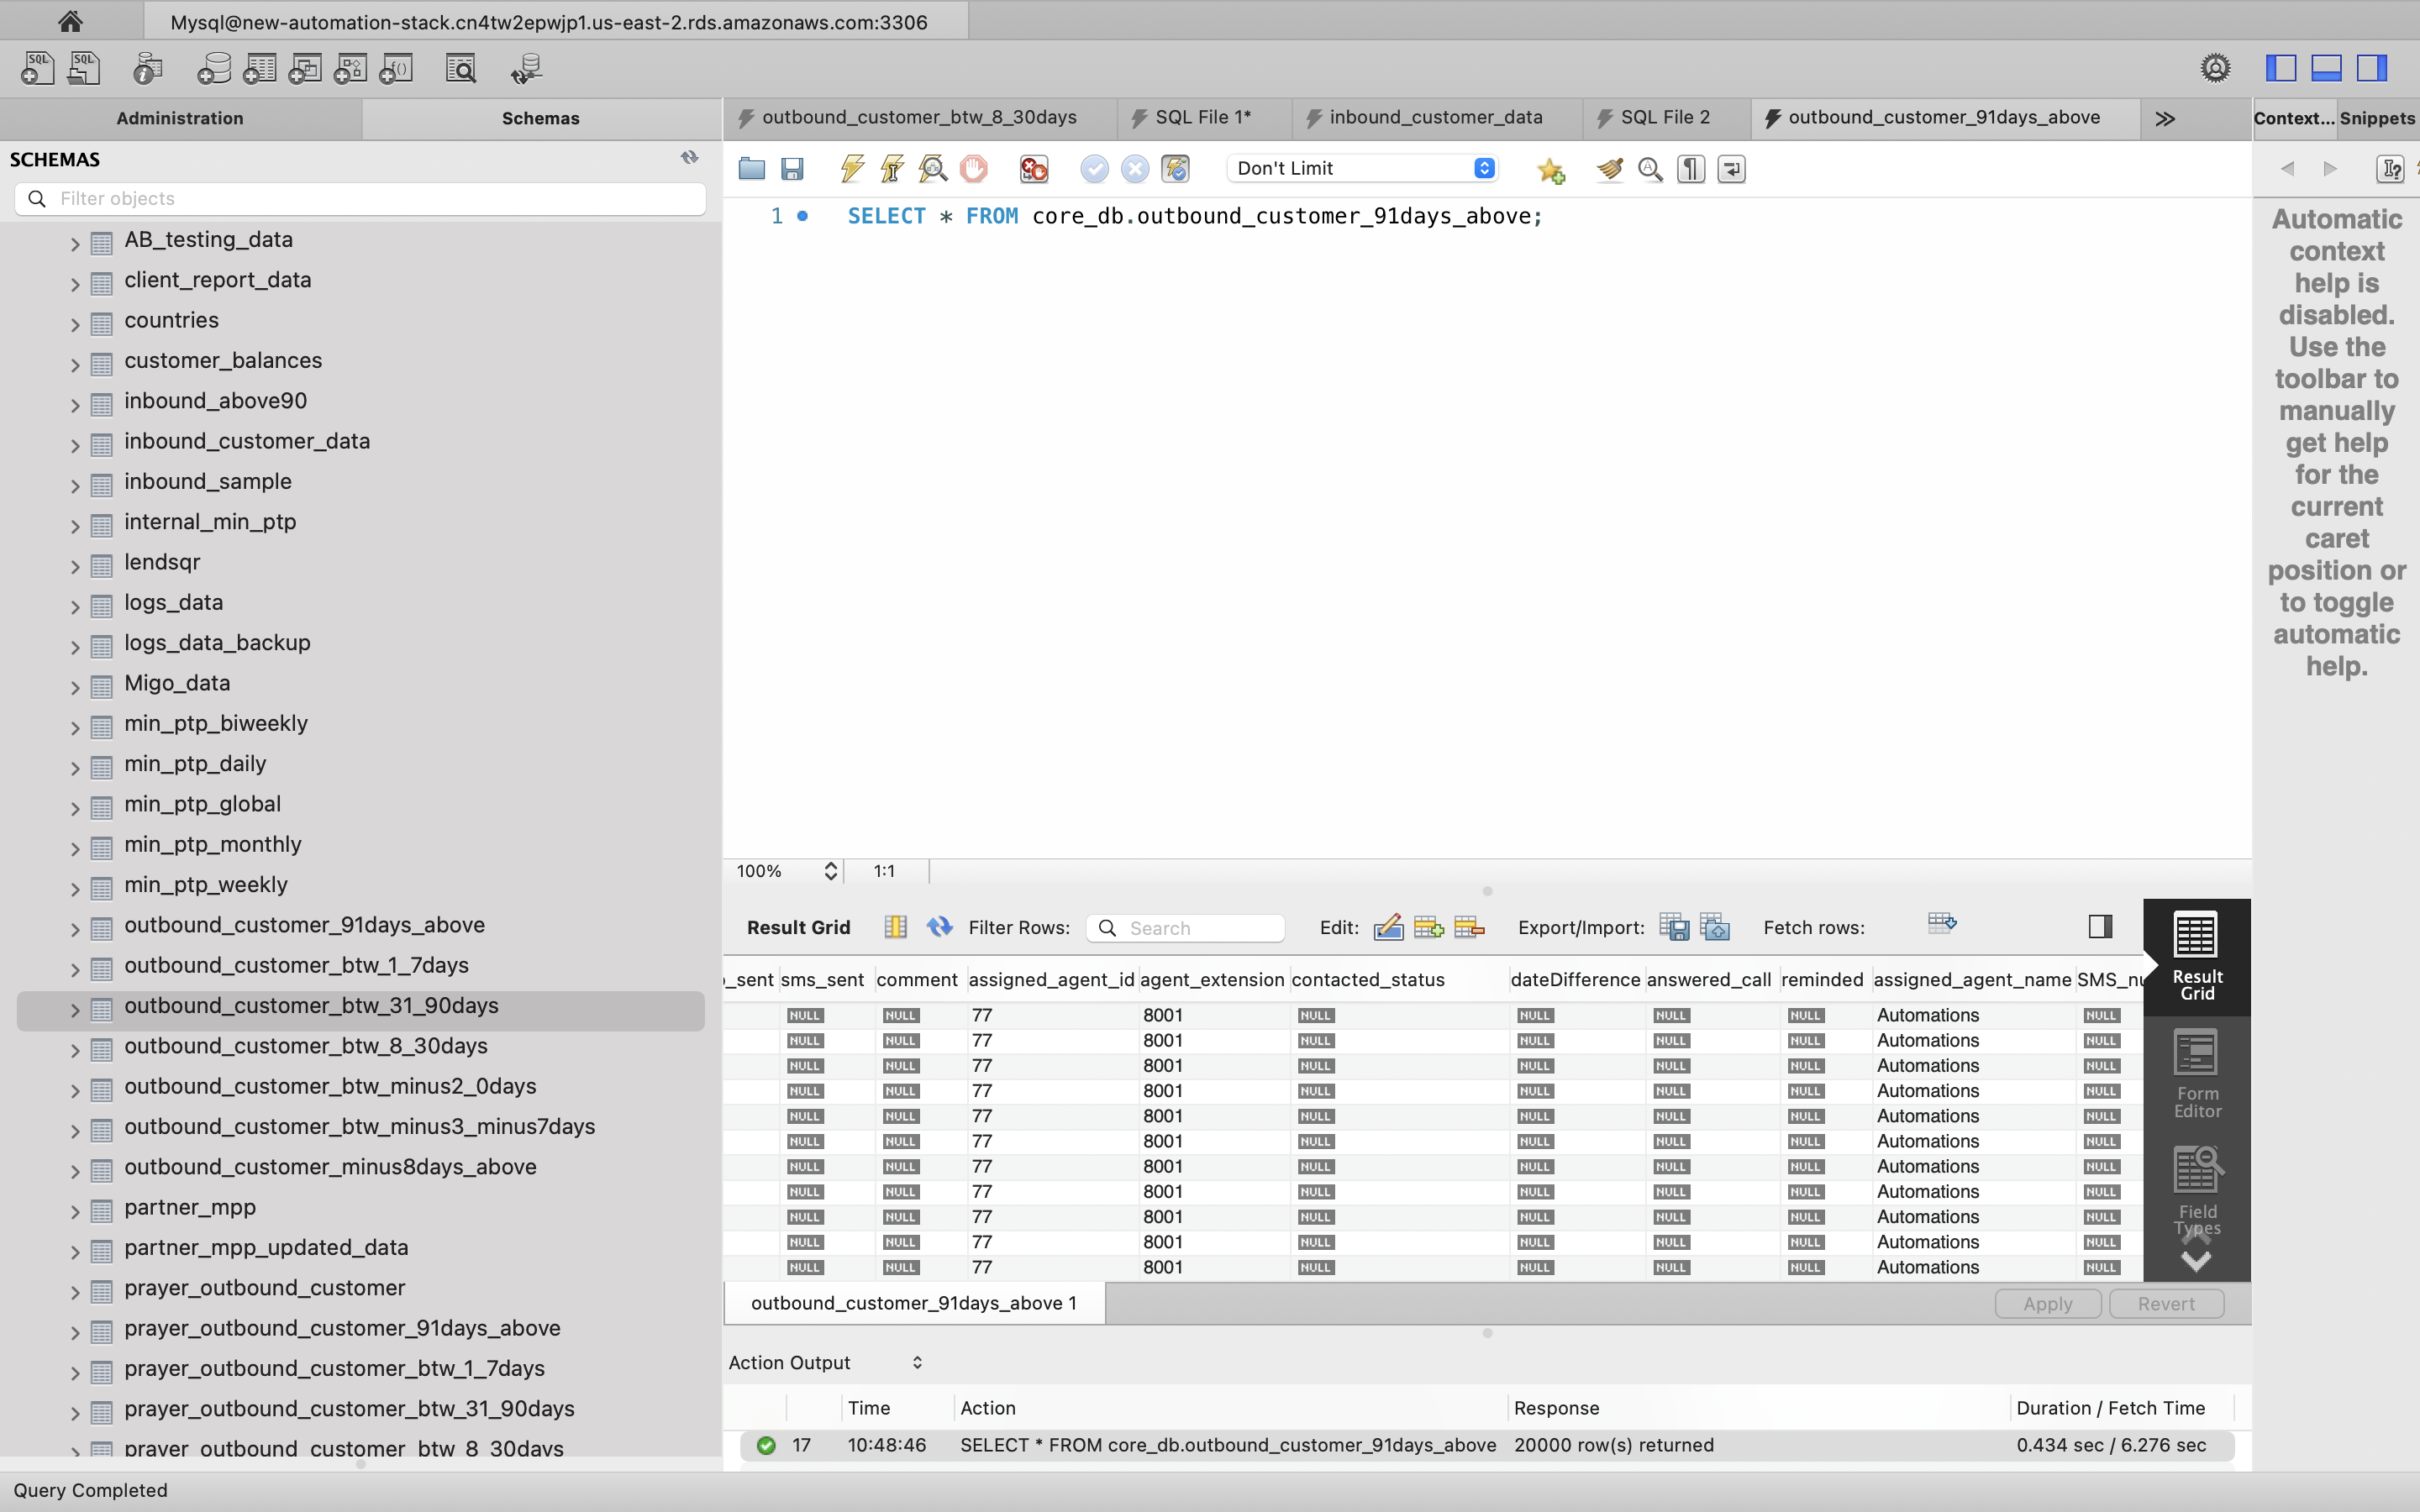 Mysql@new-automation-stack.cn4tw2epwjp1.us-east-2.rds.amazonaws.com:3306
SQL SQL
Administration Schemas
SCHEMAS
Filter objects
AB_testing_data
client_report_data
countries
customer_balances
inbound_above90
inbound_customer_data
inbound_sample
internal_min_ptp
lendsqr
logs_data
logs_data_backup
Migo_data
min_ptp_biweekly
min_ptp_daily
min_ptp_global
min_ptp_monthly
min_ptp_weekly
outbound_customer_91days_above
outbound_customer_btw_1_7days
outbound_customer_btw_31_90days
outbound_customer_btw_8_30days
outbound_customer_btw_minus2_0days
outbound_customer_btw_minus3_minus7days
outbound_customer_minus8days_above
partner_mpp
partner_mpp_updated_data
prayer_outbound_customer
prayer_outbound_customer_91days_above
prayer_outbound_customer_btw_1_7days
prayer_outbound_customer_btw_31_90days
prayer_outbound_customer_btw_8_30days
outbound_customer_btw_8_30days SQL File 1* inbound_customer_data SQL File 2 outbound_customer_91days_above
Don't Limit
1 SELECT * FROM core_db.outbound_customer_91days_above;
100% 1:1
Result Grid Filter Rows: Search Edit: Export/Import: Fetch rows:
_sent sms_sent comment assigned_agent_id agent_extension contacted_status dateDifference answered_call reminded assigned_agent_name SMS_nu
NULL NULL 77 8001 NULL NULL NULL NULL Automations NULL
NULL NULL 77 8001 NULL NULL NULL NULL Automations NULL
NULL NULL 77 8001 NULL NULL NULL NULL Automations NULL
NULL NULL 77 8001 NULL NULL NULL NULL Automations NULL
NULL NULL 77 8001 NULL NULL NULL NULL Automations NULL
NULL NULL 77 8001 NULL NULL NULL NULL Automations NULL
NULL NULL 77 8001 NULL NULL NULL NULL Automations NULL
NULL NULL 77 8001 NULL NULL NULL NULL Automations NULL
NULL NULL 77 8001 NULL NULL NULL NULL Automations NULL
NULL NULL 77 8001 NULL NULL NULL NULL Automations NULL
NULL NULL 77 8001 NULL NULL NULL NULL Automations NULL
Result
Grid
Form
Editor
Field
Types
outbound_customer_91days_above 1
Apply Revert
Action Output
Time Action Response Duration / Fetch Time
17 10:48:46 SELECT * FROM core_db.outbound_customer_91days_above 20000 row(s) returned 0.434 sec / 6.276 sec
Context... Snippets
Automatic
context
help is
disabled.
Use the
toolbar to
manually
get help
for the
current
caret
position or
to toggle
automatic
help.
Query Completed